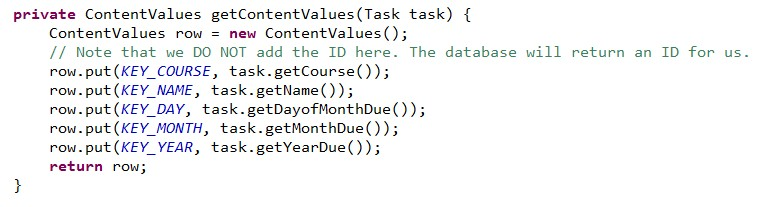 private ContentValues getContentValues(Task task) {
    ContentValues row = new ContentValues();
    // Note that we DO NOT add the ID here. The database will return an ID for us.
    row.put(KEY_COURSE, task.getCourse());
    row.put(KEY_NAME, task.getName());
    row.put(KEY_DAY, task.getDayofMonthDue());
    row.put(KEY_MONTH, task.getMonthDue());
    row.put(KEY_YEAR, task.getYearDue());
    return row;
}